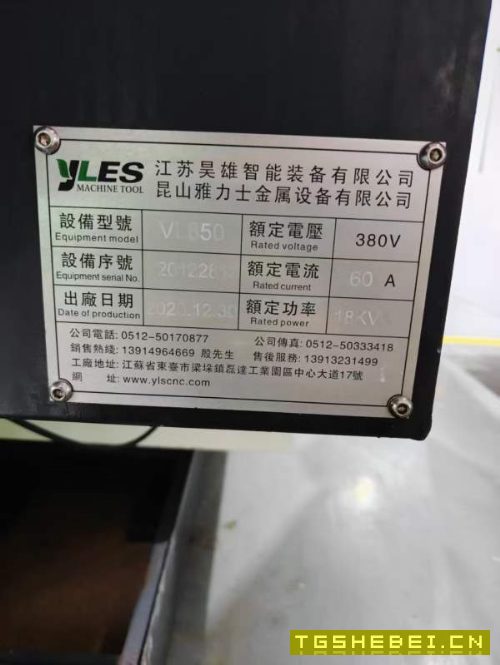 YLES
MACHINE TOOL
江苏昊雄智能装备有限公司
昆山雅力士金属设备有限公司
設備型號 額定電壓 380V
Equipment model Rated voltage
設備序號 額定電流 60 A
Equipment serial No. Rated current
出廠日期 2020.12.30 額定功率
Date of production Rated power
公司電話: 0512-50170877 公司傳真: 0512-50333418
銷售熱綫: 13914964669 殷先生 售後服務: 13913231499
工廠地址: 江蘇省東臺市梁垛鎮磊達工業園區中心大道17號
網 址: www.ylscnc.com
TGSHEBEI.CN